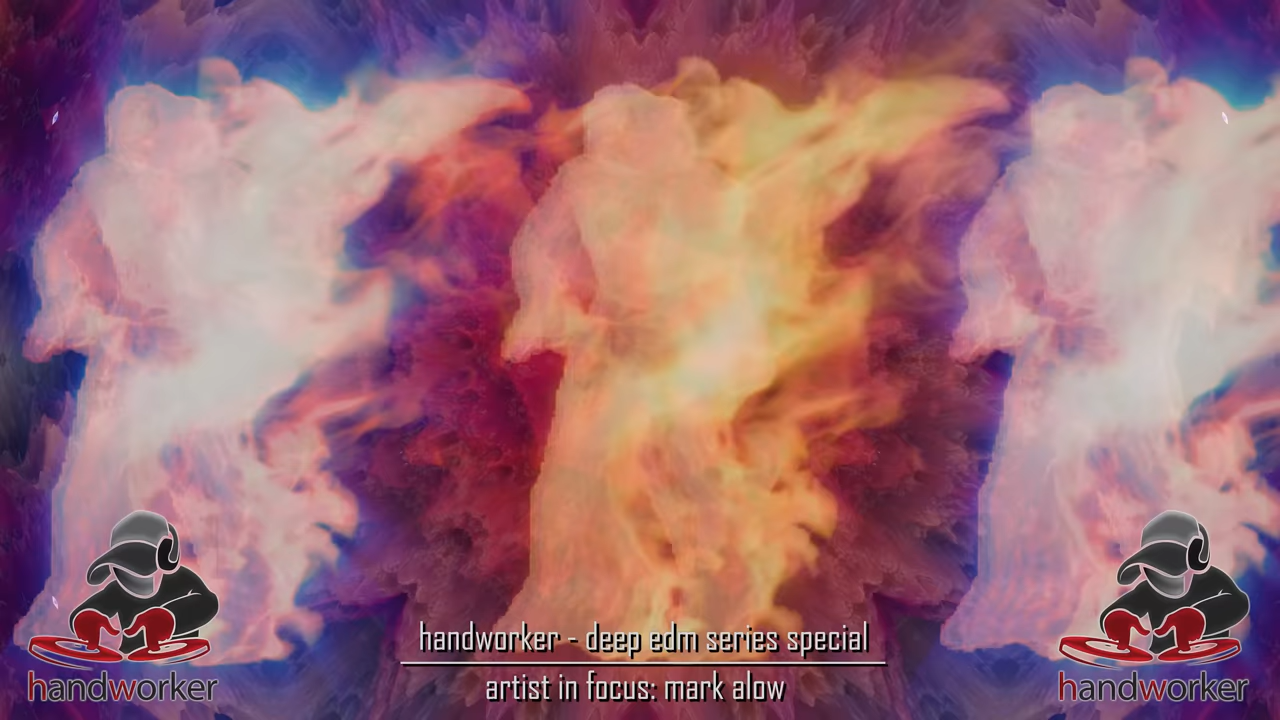 handworker - deep edm series special
artist in focus: mark alow
handworker
handworker